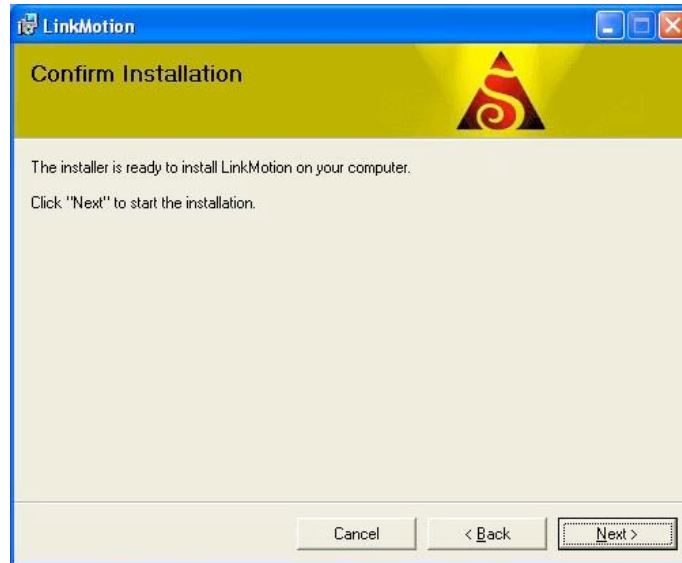 LinkMotion
Confirm Installation
The installer is ready to install LinkMotion on your computer.
Click "Next" to start the installation.
Cancel
< Back
Next >